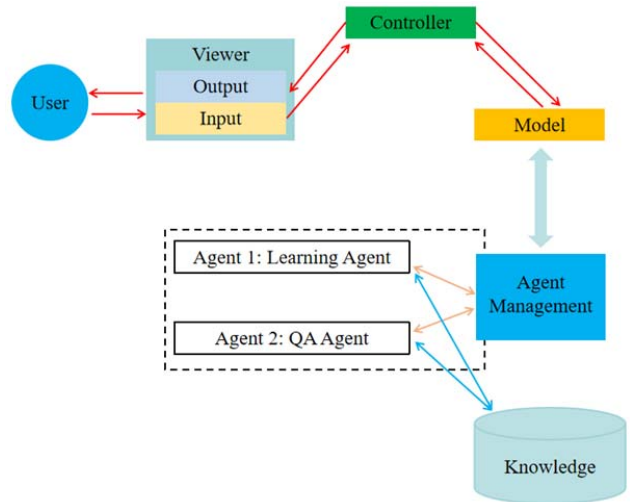 Controller
Viewer
Output
Input
User
Model
Agent 1: Learning Agent
Agent
Management
Agent 2: QA Agent
Knowledge